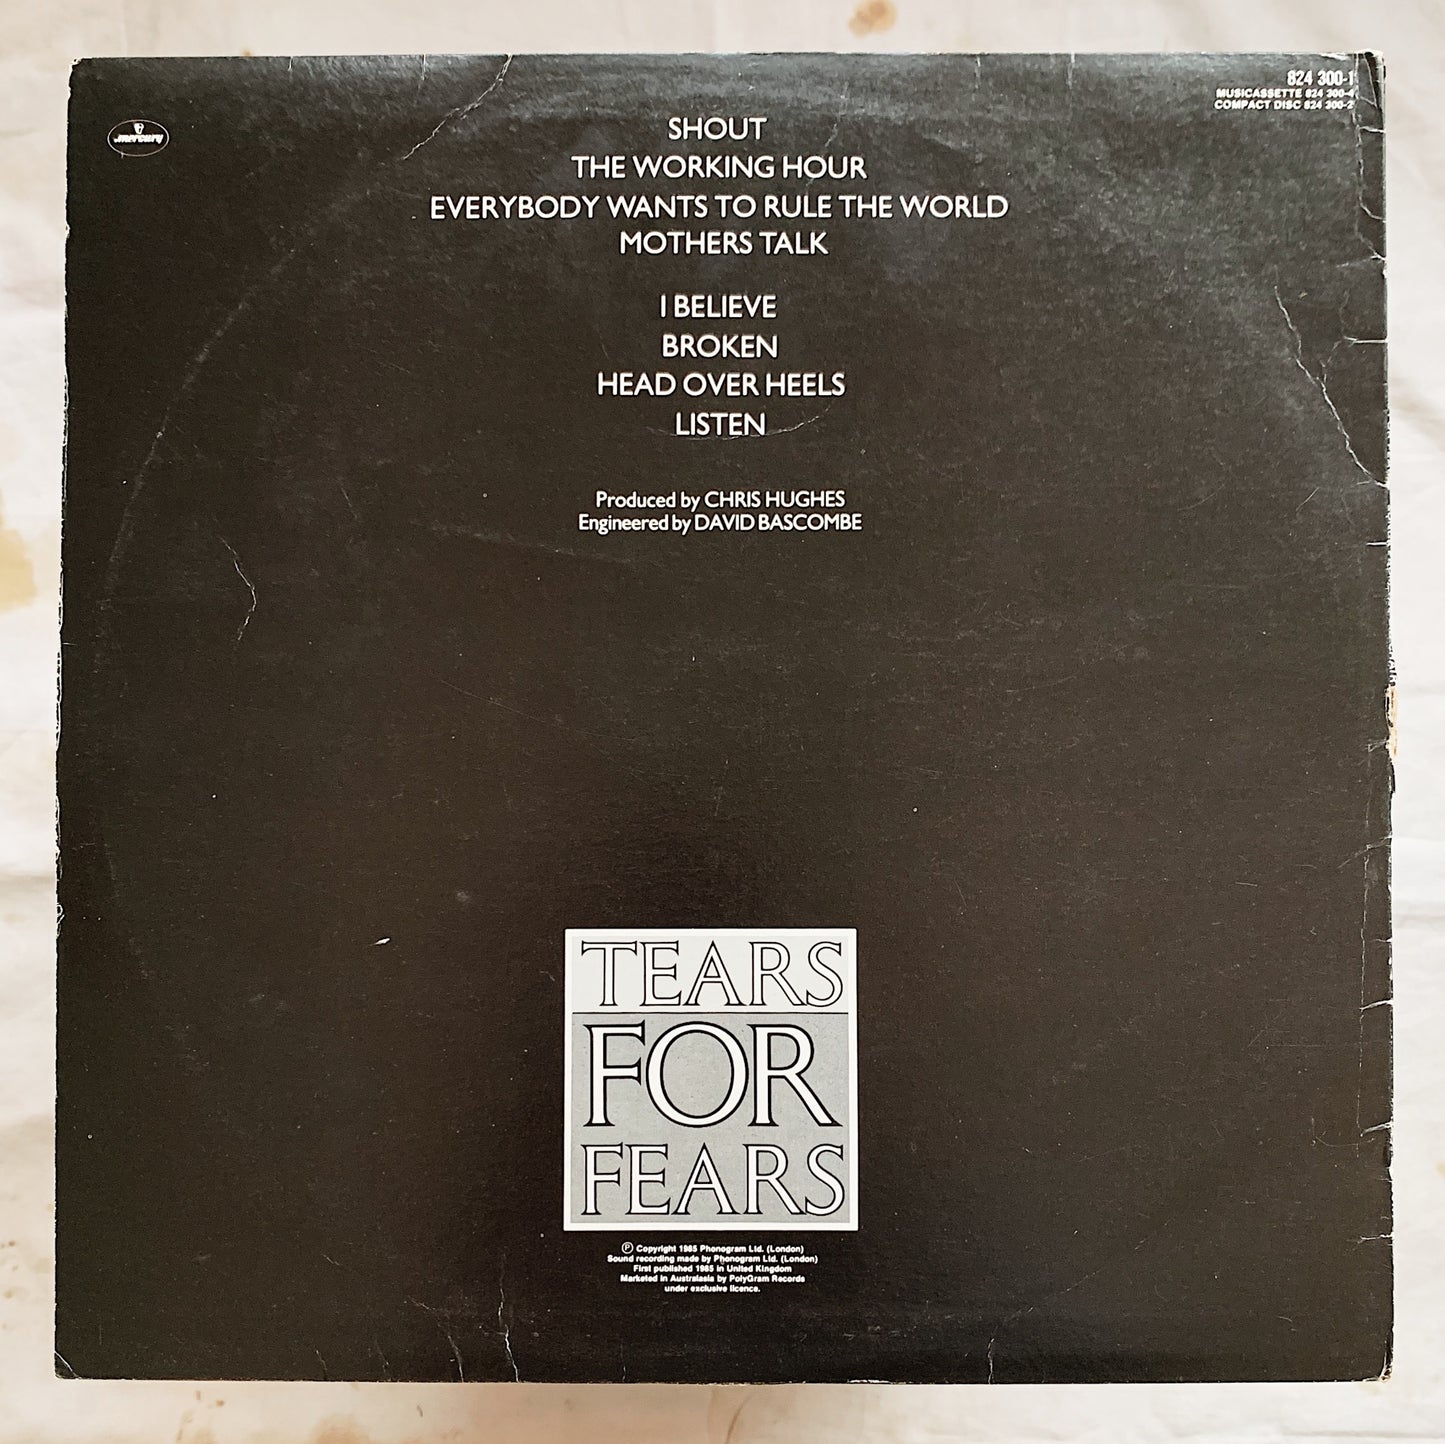 824 300-1
MUSICASSETTE 824 300-4
COMPACT DISC 824 300-2
mercury
SHOUT
THE WORKING HOUR
EVERYBODY WANTS TO RULE THE WORLD
MOTHERS TALK
I BELIEVE
BROKEN
HEAD OVER HEELS
LISTEN
Produced by CHRIS HUGHES
Engineered by DAVID BASCOMBE
TEARS
FOR
FEARS
Ⓟ Copyright 1985 Phonogram Ltd. (London)
Sound recording made by Phonogram Ltd. (London)
First published 1985 in United Kingdom
Marketed in Australasia by PolyGram Records
under exclusive licence.